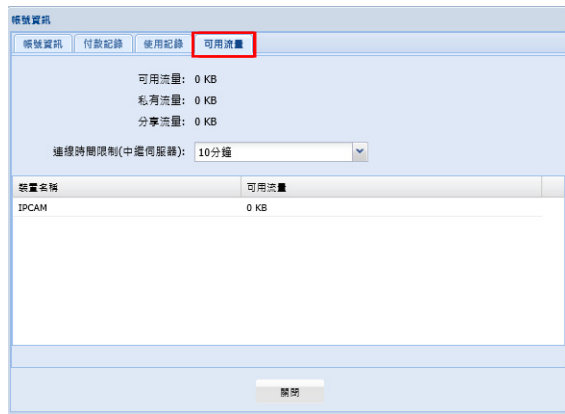 帳號資訊
帳號資訊 付款記錄 使用記錄 可用流量
可用流量: 0 KB
私有流量: 0 KB
分享流量: 0 KB
連線時間限制(中繼伺服器): 10分鐘
裝置名稱 可用流量
IPCAM 0 KB
關閉